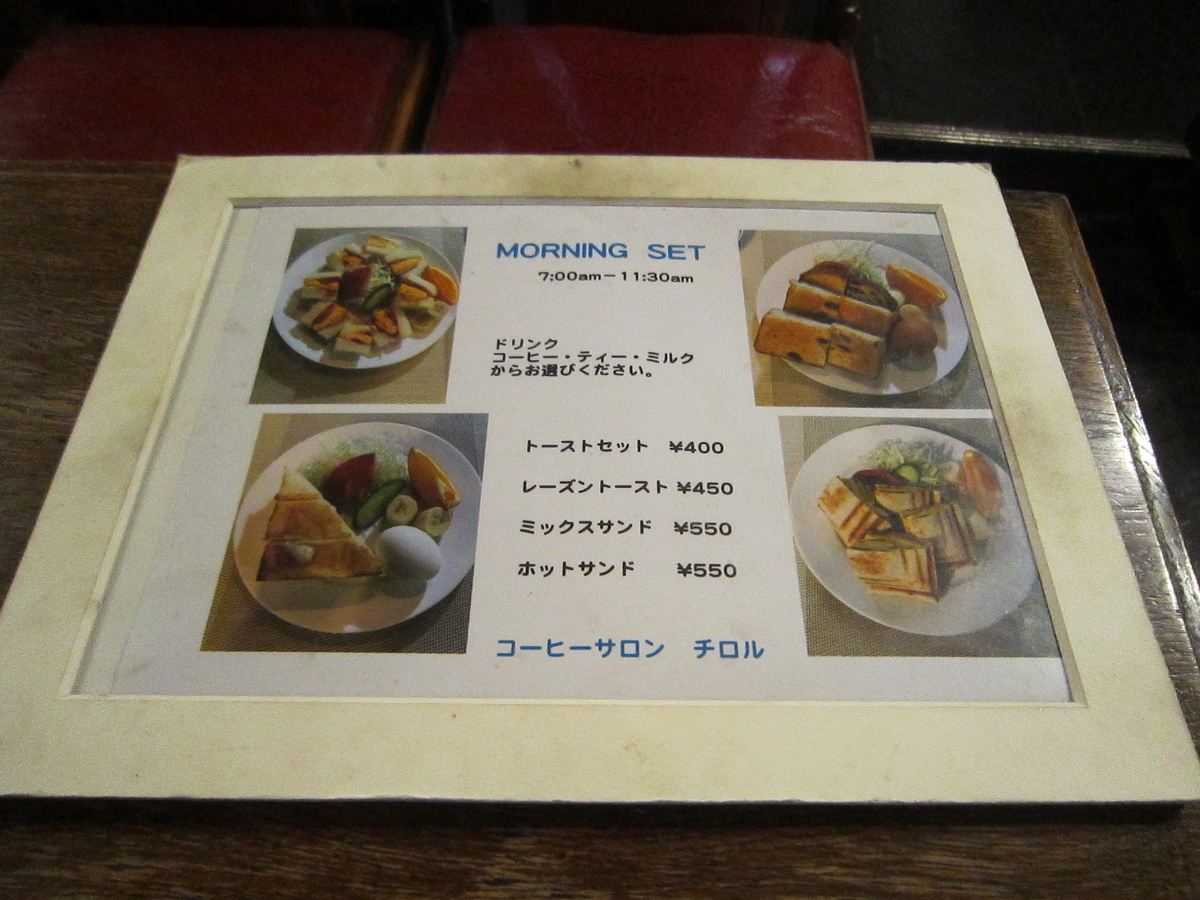 MORNING SET
7:00am－11:30am
ドリンク
コーヒー・ティー・ミルク
からお選びください。
トーストセット ¥400
レーズントースト ¥450
ミックスサンド ¥550
ホットサンド ¥550
コーヒーサロン チロル